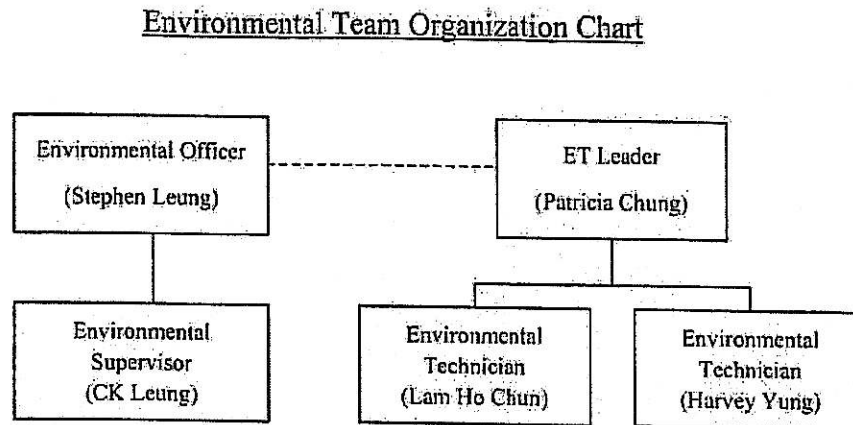 Environmental Team Organization Chart
Environmental Officer
(Stephen Leung)
ET Leader
(Patricia Chung)
Environmental
Supervisor
(CK Leung)
Environmental
Technician
(Lam Ho Chun)
Environmental
Technician
(Harvey Yung)